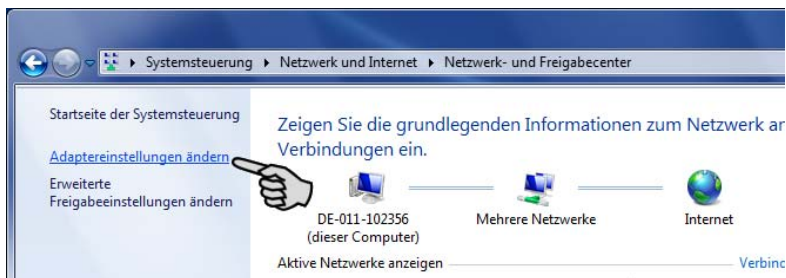 Systemsteuerung Netzwerk und Internet Netzwerk- und Freigabecenter
Startseite der Systemsteuerung
Adaptereinstellungen ändern
Erweiterte
Freigabeeinstellungen ändern
Zeigen Sie die grundlegenden Informationen zum Netzwerk an
Verbindungen ein.
DE-011-102356
(dieser Computer)
Mehrere Netzwerke
Internet
Aktive Netzwerke anzeigen